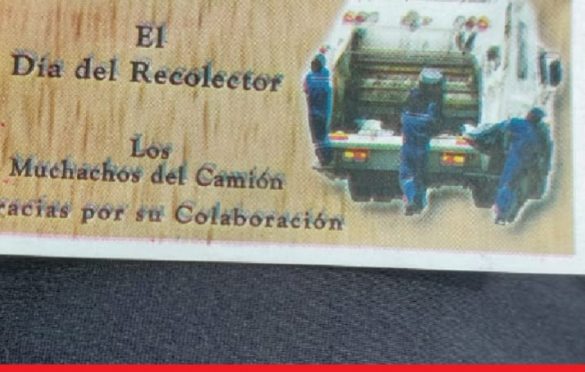 El
Día del Recolector
Los
Muchachos del Camión
racias por su Colaboración